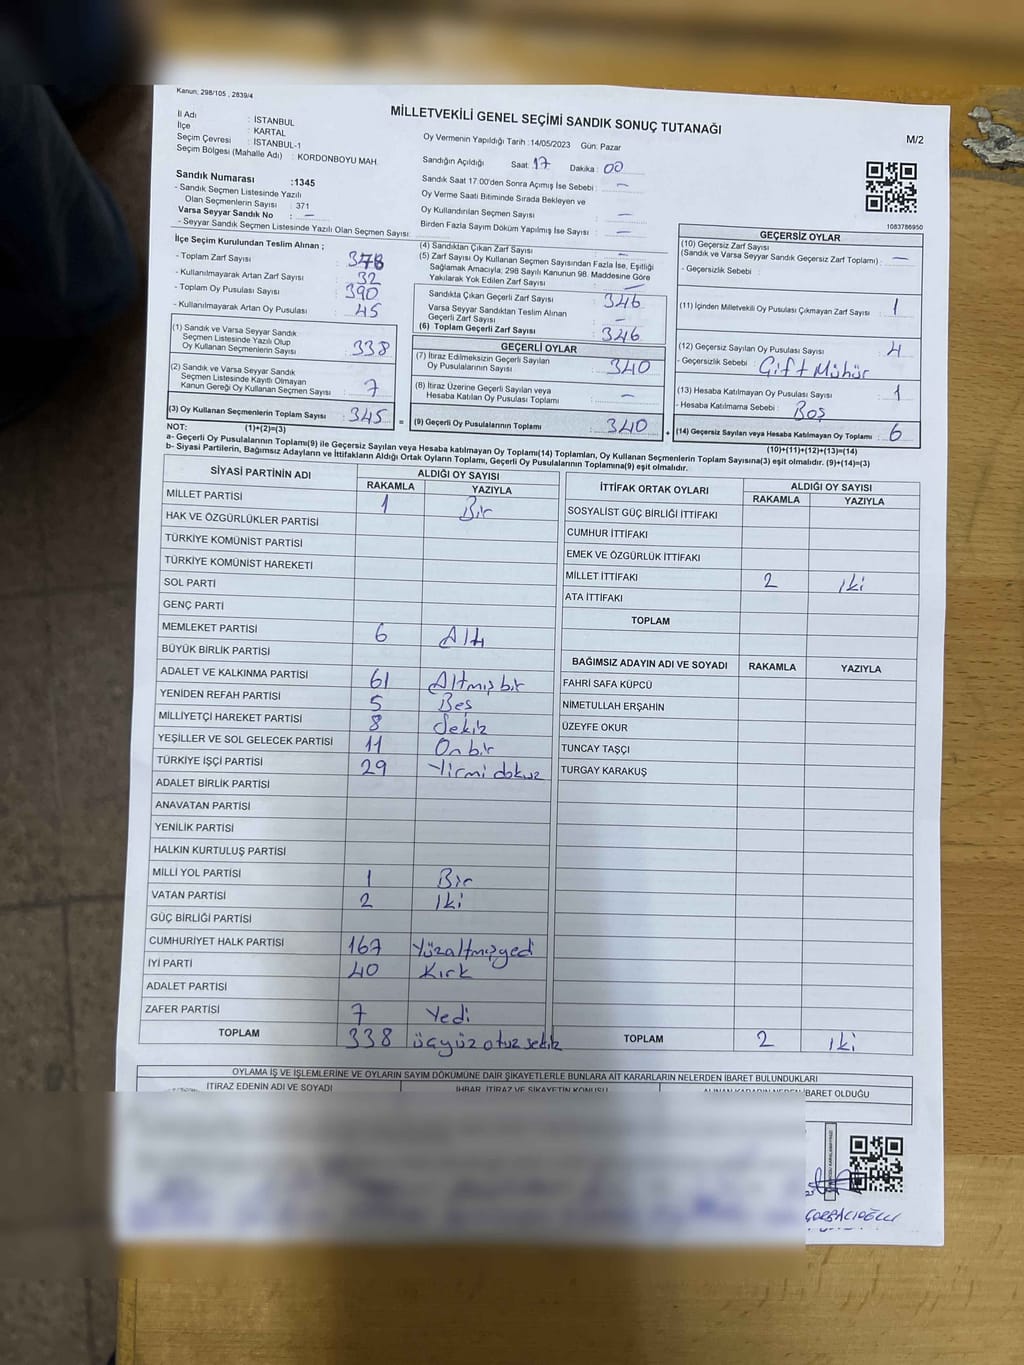 Kanun; 298/105 , 2839/4
MİLLETVEKİLİ GENEL SEÇİMİ SANDIK SONUÇ TUTANAĞI
M/2
İl Adı : İSTANBUL
İlçe : KARTAL
Seçim Çevresi : İSTANBUL-1
Seçim Bölgesi (Mahalle Adı) : KORDONBOYU MAH.
Oy Vermenin Yapıldığı Tarih :14/05/2023 Gün: Pazar
Sandığın Açıldığı Saat: 17 Dakika : 00
Sandık Saat 17:00'den Sonra Açımış İse Sebebi : –
Oy Verme Saati Bitiminde Sırada Bekleyen ve
Oy Kullandırılan Seçmen Sayısı : –
Birden Fazla Sayım Döküm Yapılmış İse Sayısı : –
Sandık Numarası :1345
- Sandık Seçmen Listesinde Yazılı
Olan Seçmenlerin Sayısı : 371
Varsa Seyyar Sandık No : –
- Seyyar Sandık Seçmen Listesinde Yazılı Olan Seçmen Sayısı:
1083786950
İlçe Seçim Kurulundan Teslim Alınan ;
- Toplam Zarf Sayısı : 378
- Kullanılmayarak Artan Zarf Sayısı : 32
- Toplam Oy Pusulası Sayısı : 390
- Kullanılmayarak Artan Oy Pusulası : 45
(1) Sandık ve Varsa Seyyar Sandık
Seçmen Listesinde Yazılı Olup
Oy Kullanan Seçmenlerin Sayısı : 338
(2) Sandık ve Varsa Seyyar Sandık
Seçmen Listesinde Kayıtlı Olmayan
Kanun Gereği Oy Kullanan Seçmen Sayısı : 7
(3) Oy Kullanan Seçmenlerin Toplam Sayısı : 345 =
(4) Sandıktan Çıkan Zarf Sayısı : –
(5) Zarf Sayısı Oy Kullanan Seçmen Sayısından Fazla İse, Eşitliği
Sağlamak Amacıyla; 298 Sayılı Kanunun 98. Maddesine Göre
Yakılarak Yok Edilen Zarf Sayısı : –
Sandıkta Çıkan Geçerli Zarf Sayısı : 346
Varsa Seyyar Sandıktan Teslim Alınan
Geçerli Zarf Sayısı : –
(6) Toplam Geçerli Zarf Sayısı : 346
GEÇERLİ OYLAR
(7) İtiraz Edilmeksizin Geçerli Sayılan
Oy Pusulalarının Sayısı : 340
(8) İtiraz Üzerine Geçerli Sayılan veya
Hesaba Katılan Oy Pusulası Toplamı : –
(9) Geçerli Oy Pusulalarının Toplamı : 340 +
GEÇERSİZ OYLAR
(10) Geçersiz Zarf Sayısı
(Sandık ve Varsa Seyyar Sandık Geçersiz Zarf Toplamı) : –
- Geçersizlik Sebebi :
(11) İçinden Milletvekili Oy Pusulası Çıkmayan Zarf Sayısı : 1
(12) Geçersiz Sayılan Oy Pusulası Sayısı : 4
- Geçersizlik Sebebi : Çift Mühür
(13) Hesaba Katılmayan Oy Pusulası Sayısı : 1
- Hesaba Katılmama Sebebi : Boş
(14) Geçersiz Sayılan veya Hesaba Katılmayan Oy Toplamı : 6
NOT: (1)+(2)=(3)
(10)+(11)+(12)+(13)=(14)
a- Geçerli Oy Pusulalarının Toplamı(9) ile Geçersiz Sayılan veya Hesaba katılmayan Oy Toplamı(14) Toplamları, Oy Kullanan Seçmenlerin Toplam Sayısına(3) eşit olmalıdır. (9)+(14)=(3)
b- Siyasi Partilerin, Bağımsız Adayların ve İttifakların Aldığı Ortak Oyların Toplamı, Geçerli Oy Pusulalarının Toplamına(9) eşit olmalıdır.
SİYASİ PARTİNİN ADI ALDIĞI OY SAYISI
RAKAMLA YAZIYLA
MİLLET PARTİSİ 1 Bir
HAK VE ÖZGÜRLÜKLER PARTİSİ
TÜRKİYE KOMÜNİST PARTİSİ
TÜRKİYE KOMÜNİST HAREKETİ
SOL PARTİ
GENÇ PARTİ
MEMLEKET PARTİSİ 6 Altı
BÜYÜK BİRLİK PARTİSİ
ADALET VE KALKINMA PARTİSİ 61 Altmışbir
YENİDEN REFAH PARTİSİ 5 Beş
MİLLİYETÇİ HAREKET PARTİSİ 8 Sekiz
YEŞİLLER VE SOL GELECEK PARTİSİ 11 Onbir
TÜRKİYE İŞÇİ PARTİSİ 29 Yirmi dokuz
ADALET BİRLİK PARTİSİ
ANAVATAN PARTİSİ
YENİLİK PARTİSİ
HALKIN KURTULUŞ PARTİSİ
MİLLİ YOL PARTİSİ 1 Bir
VATAN PARTİSİ 2 iki
GÜÇ BİRLİĞİ PARTİSİ
CUMHURİYET HALK PARTİSİ 167 Yüzaltmışyedi
İYİ PARTİ 40 Kırk
ADALET PARTİSİ
ZAFER PARTİSİ 7 Yedi
TOPLAM 338 üçyüz otuz sekiz
İTTİFAK ORTAK OYLARI ALDIĞI OY SAYISI
RAKAMLA YAZIYLA
SOSYALİST GÜÇ BİRLİĞİ İTTİFAKI
CUMHUR İTTİFAKI
EMEK VE ÖZGÜRLÜK İTTİFAKI
MİLLET İTTİFAKI 2 iki
ATA İTTİFAKI
TOPLAM
BAĞIMSIZ ADAYIN ADI VE SOYADI RAKAMLA YAZIYLA
FAHRİ SAFA KÜPCÜ
NİMETULLAH ERŞAHİN
ÜZEYFE OKUR
TUNCAY TAŞÇI
TURGAY KARAKUŞ
TOPLAM 2 iki
OYLAMA İŞ VE İŞLEMLERİNE VE OYLARIN SAYIM DÖKÜMÜNE DAİR ŞİKAYETLERLE BUNLARA AİT KARARLARIN NELERDEN İBARET BULUNDUKLARI
İTİRAZ EDENİN ADI VE SOYADI İHBAR, İTİRAZ VE ŞİKAYETİN KONUSU ALINAN KARARIN NEDEN İBARET OLDUĞU